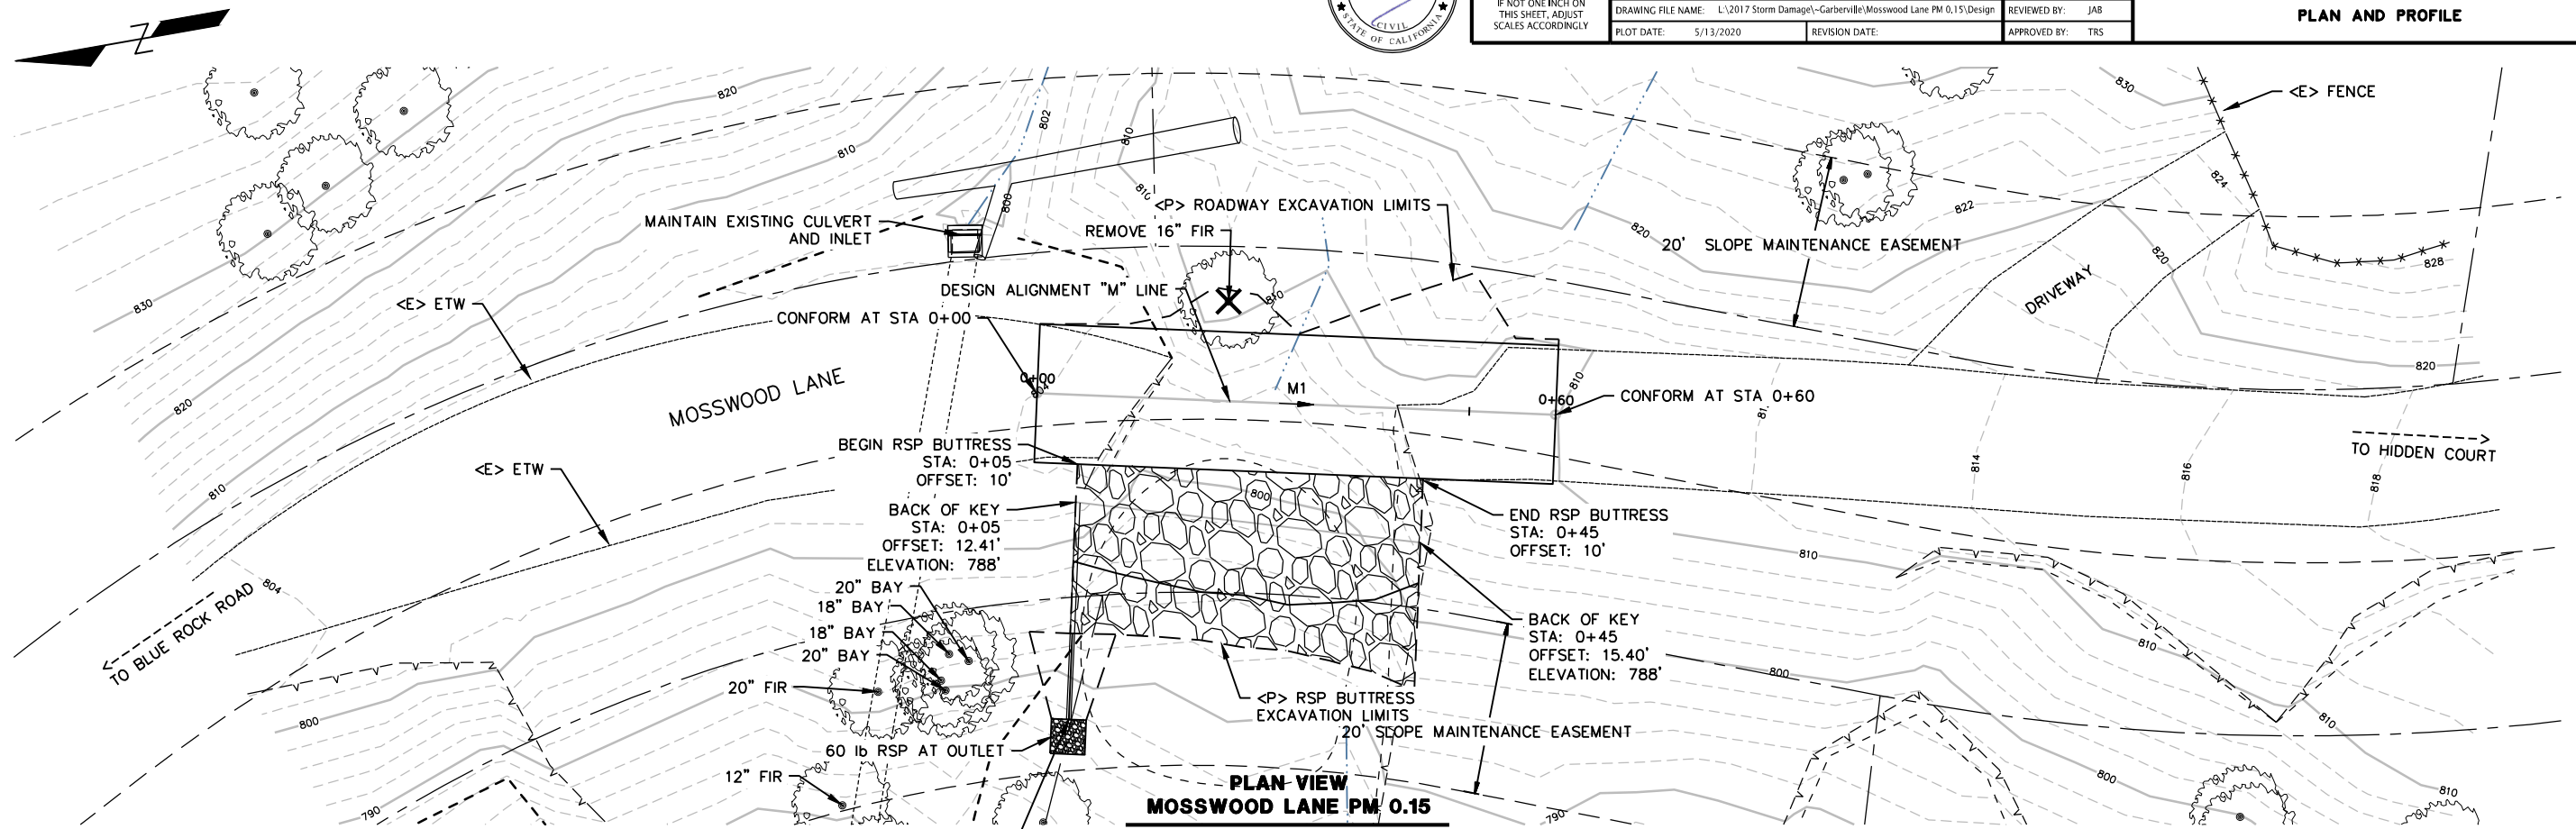 CIVIL
STATE OF CALIFORNIA
IF NOT ONE INCH ON
THIS SHEET, ADJUST
SCALES ACCORDINGLY
DRAWING FILE NAME: L:\2017 Storm Damage\~Garberville\Mosswood Lane PM 0,15\Design
REVIEWED BY: JAB
PLOT DATE: 5/13/2020
REVISION DATE:
APPROVED BY: TRS
PLAN AND PROFILE
Z
820
802
810
830
<E> FENCE
810
810
808
824
822
<P> ROADWAY EXCAVATION LIMITS
MAINTAIN EXISTING CULVERT
AND INLET
REMOVE 16" FIR
820
20' SLOPE MAINTENANCE EASEMENT
820
828
DRIVEWAY
830
<E> ETW
DESIGN ALIGNMENT "M" LINE
810
CONFORM AT STA 0+00
820
820
MOSSWOOD LANE
0+00
804
M1
0+60
810
CONFORM AT STA 0+60
81
810
<E> ETW
BEGIN RSP BUTTRESS
STA: 0+05
OFFSET: 10'
TO HIDDEN COURT
814
816
818
800
BACK OF KEY
STA: 0+05
OFFSET: 12.41'
ELEVATION: 788'
END RSP BUTTRESS
STA: 0+45
OFFSET: 10'
810
804
TO BLUE ROCK ROAD
20" BAY
18" BAY
18" BAY
20" BAY
BACK OF KEY
STA: 0+45
OFFSET: 15.40'
ELEVATION: 788'
810
800
20" FIR
<P> RSP BUTTRESS
EXCAVATION LIMITS
20' SLOPE MAINTENANCE EASEMENT
800
810
60 lb RSP AT OUTLET
12" FIR
800
810
790
790
PLAN VIEW
MOSSWOOD LANE PM 0.15